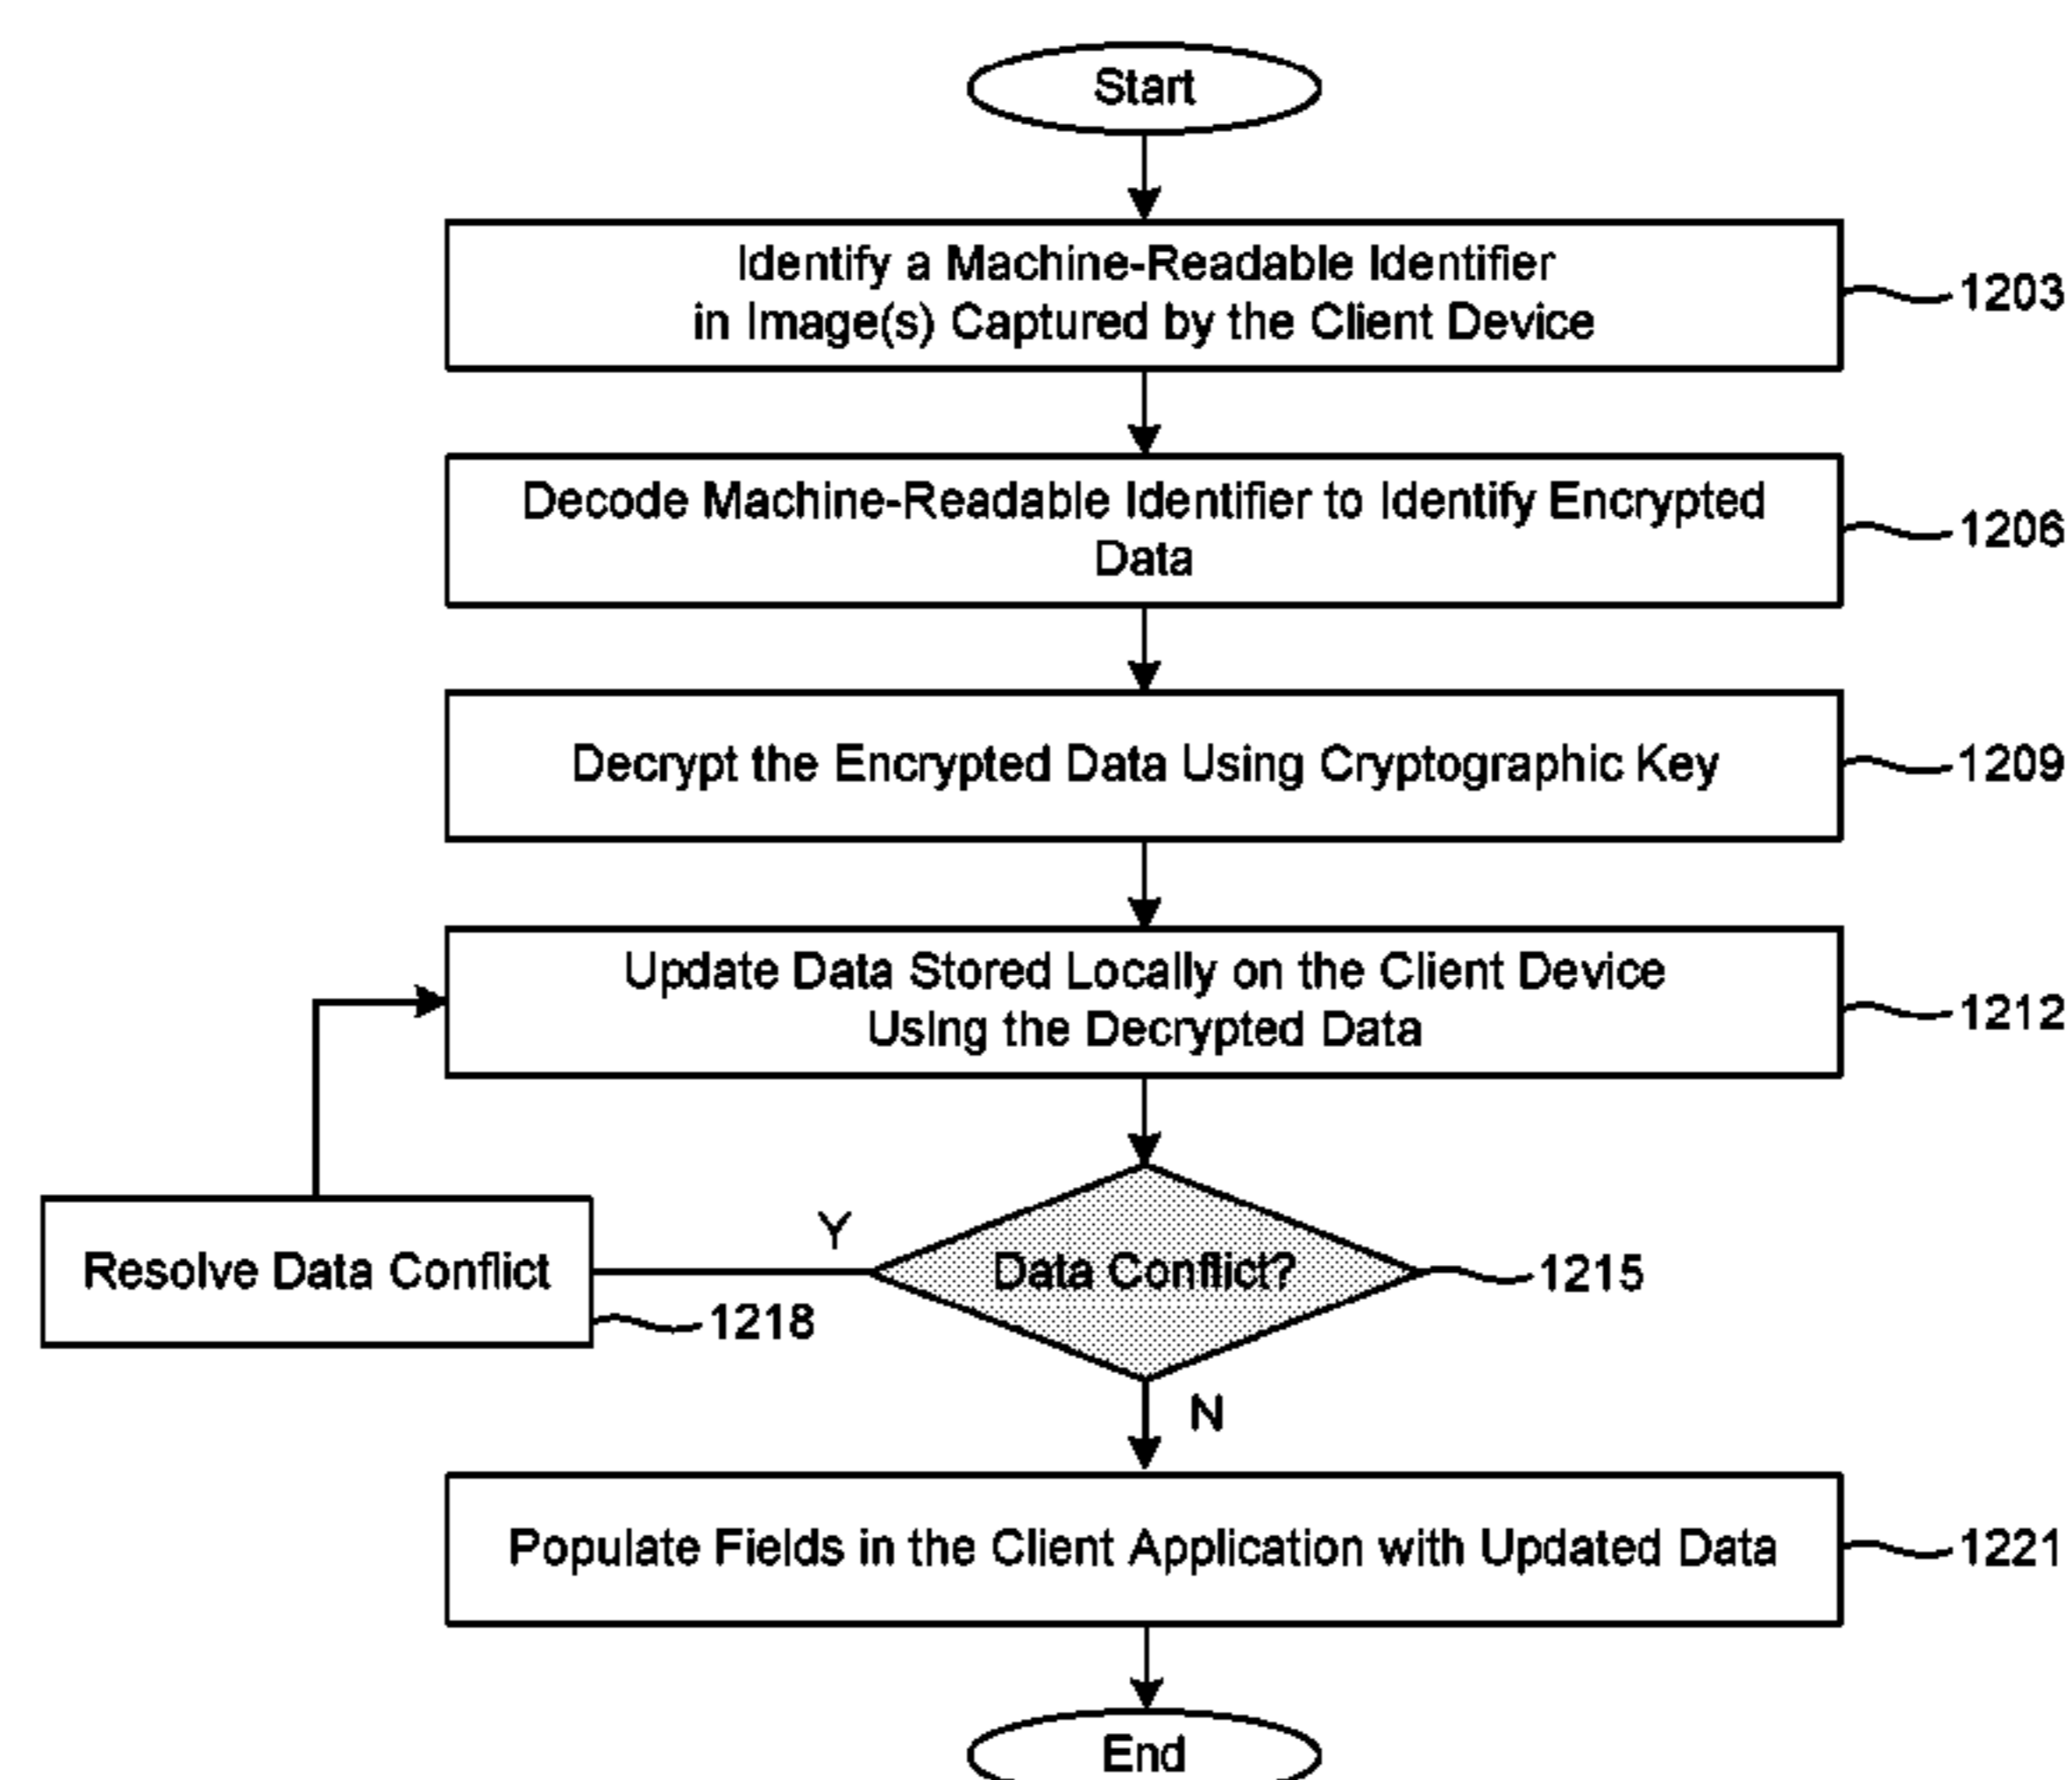 Start
Identify a Machine-Readable Identifier
in Image(s) Captured by the Client Device
1203
Decode Machine-Readable Identifier to Identify Encrypted
Data
1206
Decrypt the Encrypted Data Using Cryptographic Key
1209
Update Data Stored Locally on the Client Device
Using the Decrypted Data
1212
Y
Resolve Data Conflict
Data Conflict?
1215
1218
N
Populate Fields in the Client Application with Updated Data
1221
End